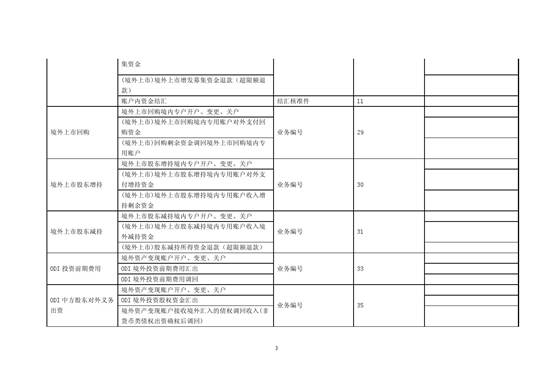 集资金
(境外上市)境外上市增发募集资金退款（超限额退
款）
账户内资金结汇
结汇核准件
11
境外上市回购
境外上市回购境内专户开户、变更、关户
(境外上市)境外上市回购境内专用账户对外支付回
购资金
(境外上市)回购剩余资金调回境外上市回购境内专
用账户
业务编号
29
境外上市股东增持
境外上市股东增持境内专户开户、变更、关户
(境外上市)境外上市股东增持境内专用账户对外支
付增持资金
(境外上市)境外上市股东增持境内专用账户收入增
持剩余资金
业务编号
30
境外上市股东减持
境外上市股东减持境内专户开户、变更、关户
(境外上市)境外上市股东减持境内专用账户收入境
外减持资金
(境外上市)股东减持所得资金退款（超限额退款）
业务编号
31
ODI 投资前期费用
境外资产变现账户开户、变更、关户
ODI 境外投资前期费用汇出
ODI 境外投资前期费用调回
业务编号
33
ODI 中方股东对外义务
出资
境外资产变现账户开户、变更、关户
ODI 境外投资股权资金汇出
境外资产变现账户接收境外汇入的债权调回收入(非
货币类债权出资确权后调回)
业务编号
35
3